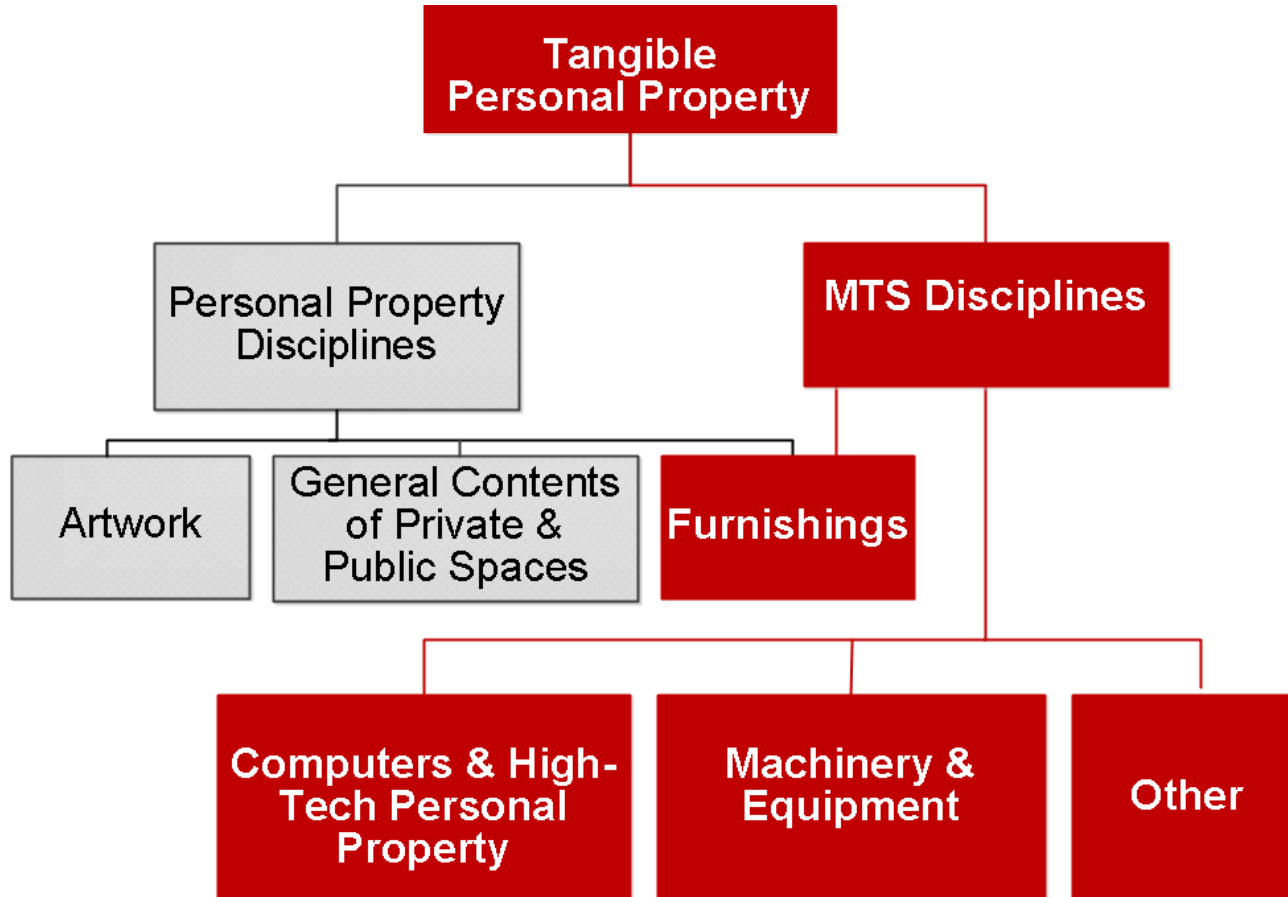 Tangible
Personal Property
Personal Property
Disciplines
MTS Disciplines
Artwork
General Contents
of Private &
Public Spaces
Furnishings
Computers & High-
Tech Personal
Property
Machinery &
Equipment
Other